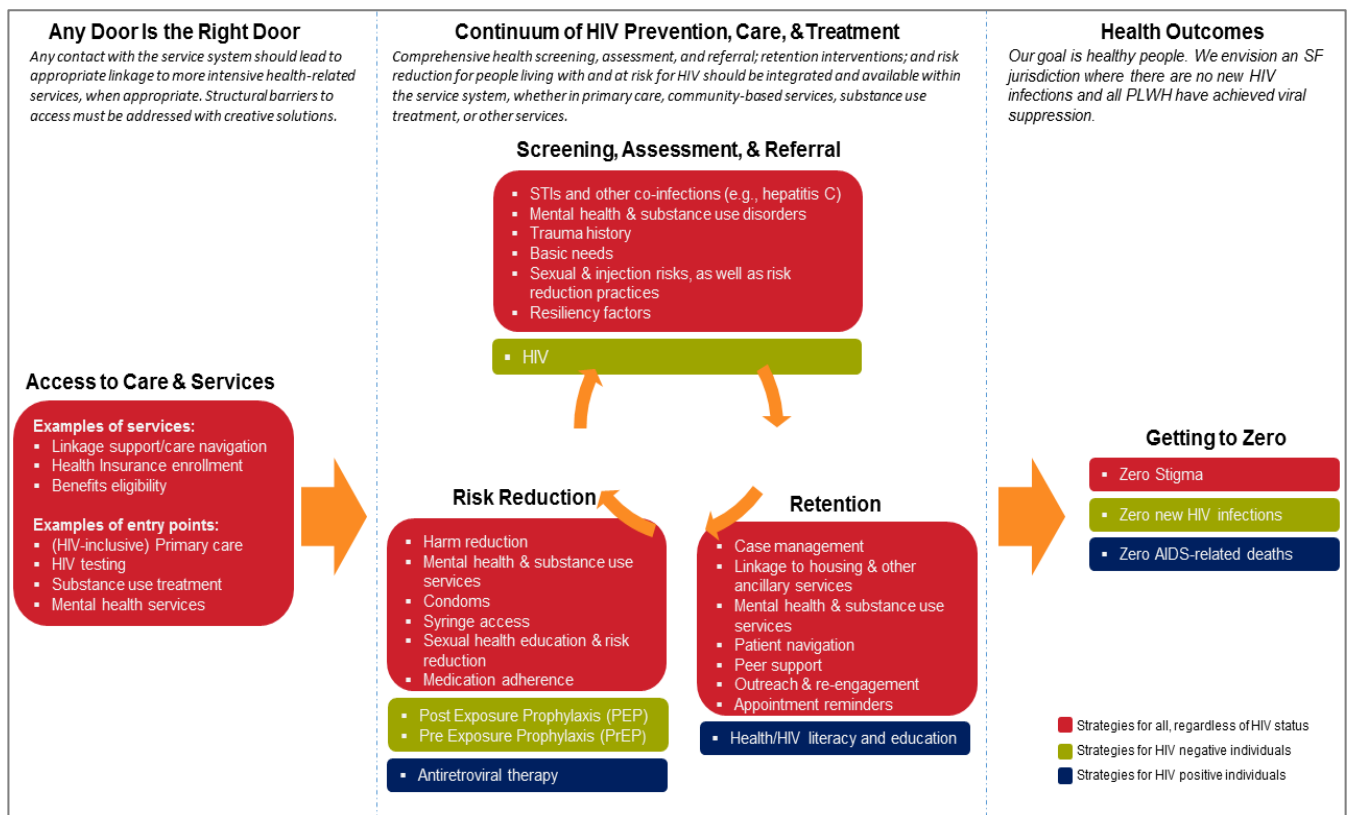 Any Door Is the Right Door
Any contact with the service system should lead to
appropriate linkage to more intensive health-related
services, when appropriate. Structural barriers to
access must be addressed with creative solutions.
Access to Care & Services
Examples of services:
▪ Linkage support/care navigation
▪ Health Insurance enrollment
▪ Benefits eligibility
Examples of entry points:
▪ (HIV-inclusive) Primary care
▪ HIV testing
▪ Substance use treatment
▪ Mental health services
Continuum of HIV Prevention, Care, & Treatment
Comprehensive health screening, assessment, and referral; retention interventions; and risk
reduction for people living with and at risk for HIV should be integrated and available within
the service system, whether in primary care, community-based services, substance use
treatment, or other services.
Screening, Assessment, & Referral
▪ STIs and other co-infections (e.g., hepatitis C)
▪ Mental health & substance use disorders
▪ Trauma history
▪ Basic needs
▪ Sexual & injection risks, as well as risk
reduction practices
▪ Resiliency factors
▪ HIV
Risk Reduction
▪ Harm reduction
▪ Mental health & substance use
services
▪ Condoms
▪ Syringe access
▪ Sexual health education & risk
reduction
▪ Medication adherence
▪ Post Exposure Prophylaxis (PEP)
▪ Pre Exposure Prophylaxis (PrEP)
▪ Antiretroviral therapy
Retention
▪ Case management
▪ Linkage to housing & other
ancillary services
▪ Mental health & substance use
services
▪ Patient navigation
▪ Peer support
▪ Outreach & re-engagement
▪ Appointment reminders
▪ Health/HIV literacy and education
Health Outcomes
Our goal is healthy people. We envision an SF
jurisdiction where there are no new HIV
infections and all PLWH have achieved viral
suppression.
Getting to Zero
▪ Zero Stigma
▪ Zero new HIV infections
▪ Zero AIDS-related deaths
Strategies for all, regardless of HIV status
Strategies for HIV negative individuals
Strategies for HIV positive individuals